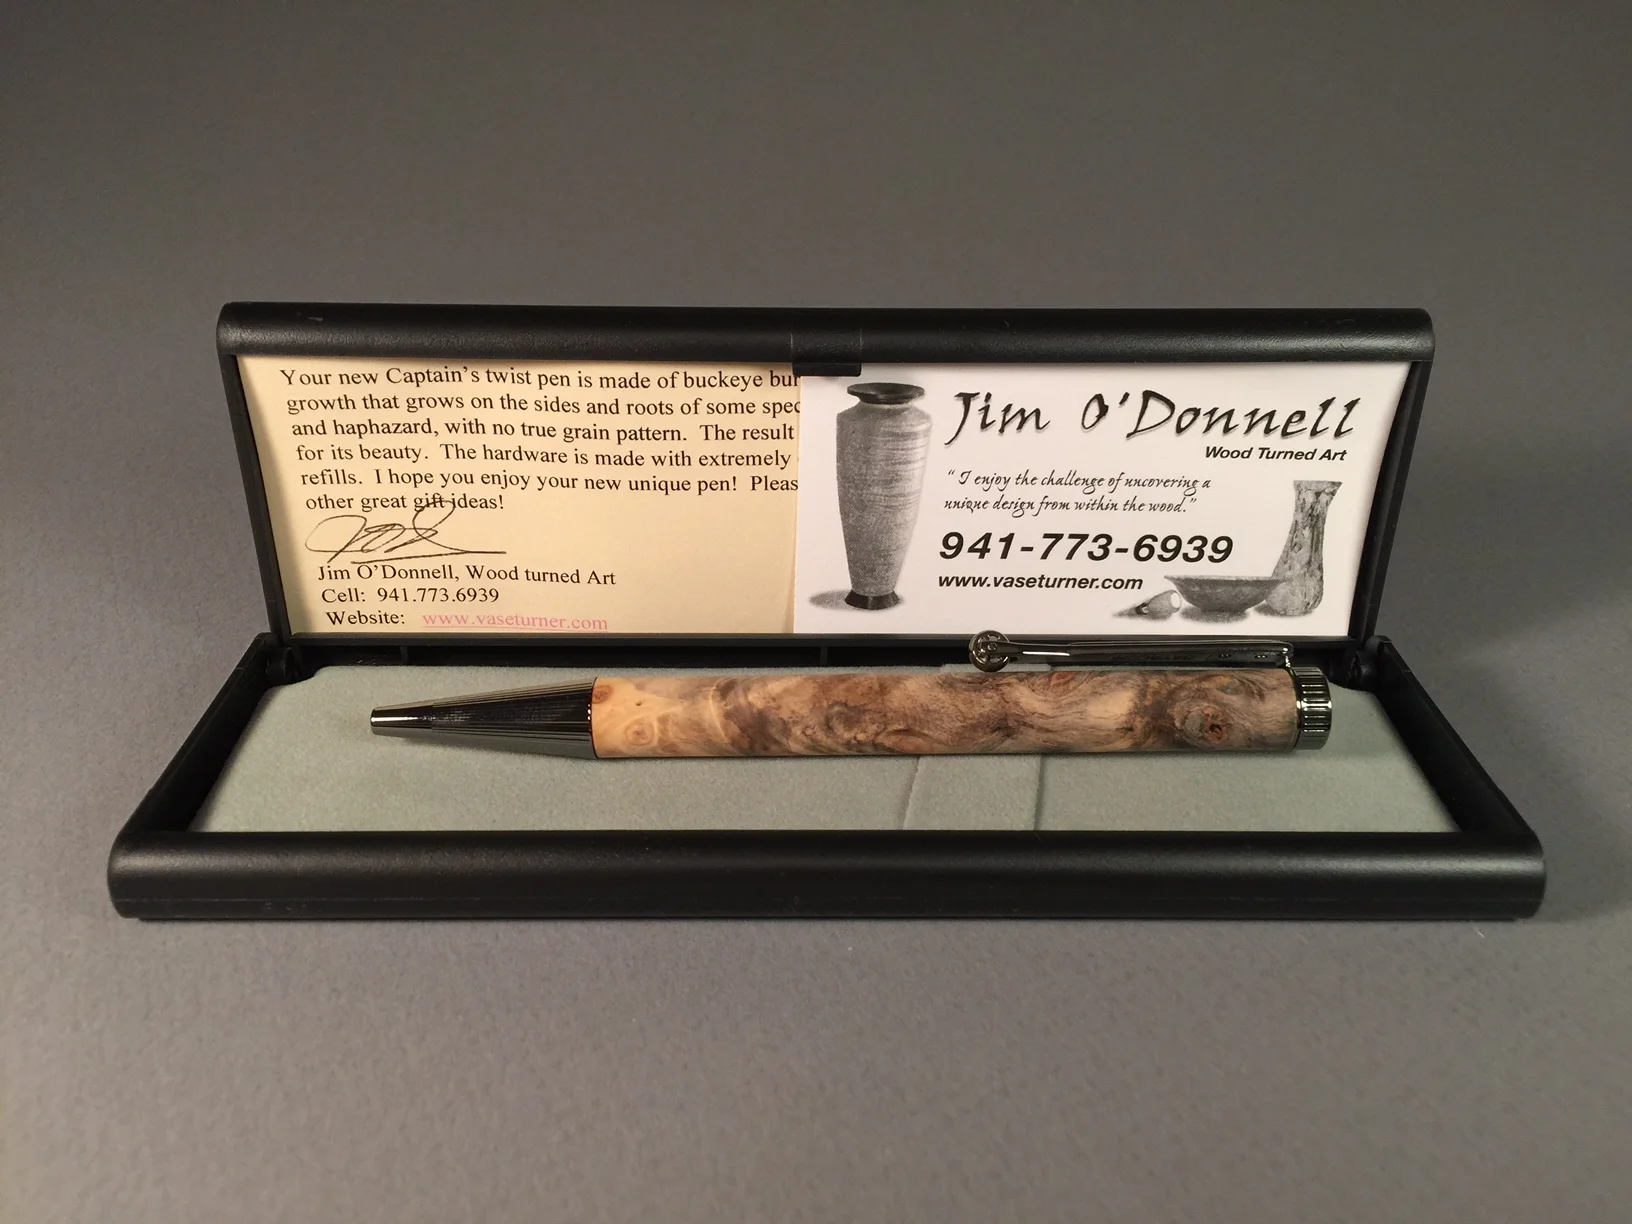 Your new Captain's twist pen is made of buckeye bur
growth that grows on the sides and roots of some spec
and haphazard, with no true grain pattern. The result
for its beauty. The hardware is made with extremely
refills. I hope you enjoy your new unique pen! Pleas
other great gift ideas!
Jim O'Donnell, Wood turned Art
Cell: 941.773.6939
Website: www.vaseturner.com
Jim O'Donnell
Wood Turned Art
" I enjoy the challenge of uncovering a
unique design from within the wood."
941-773-6939
www.vaseturner.com